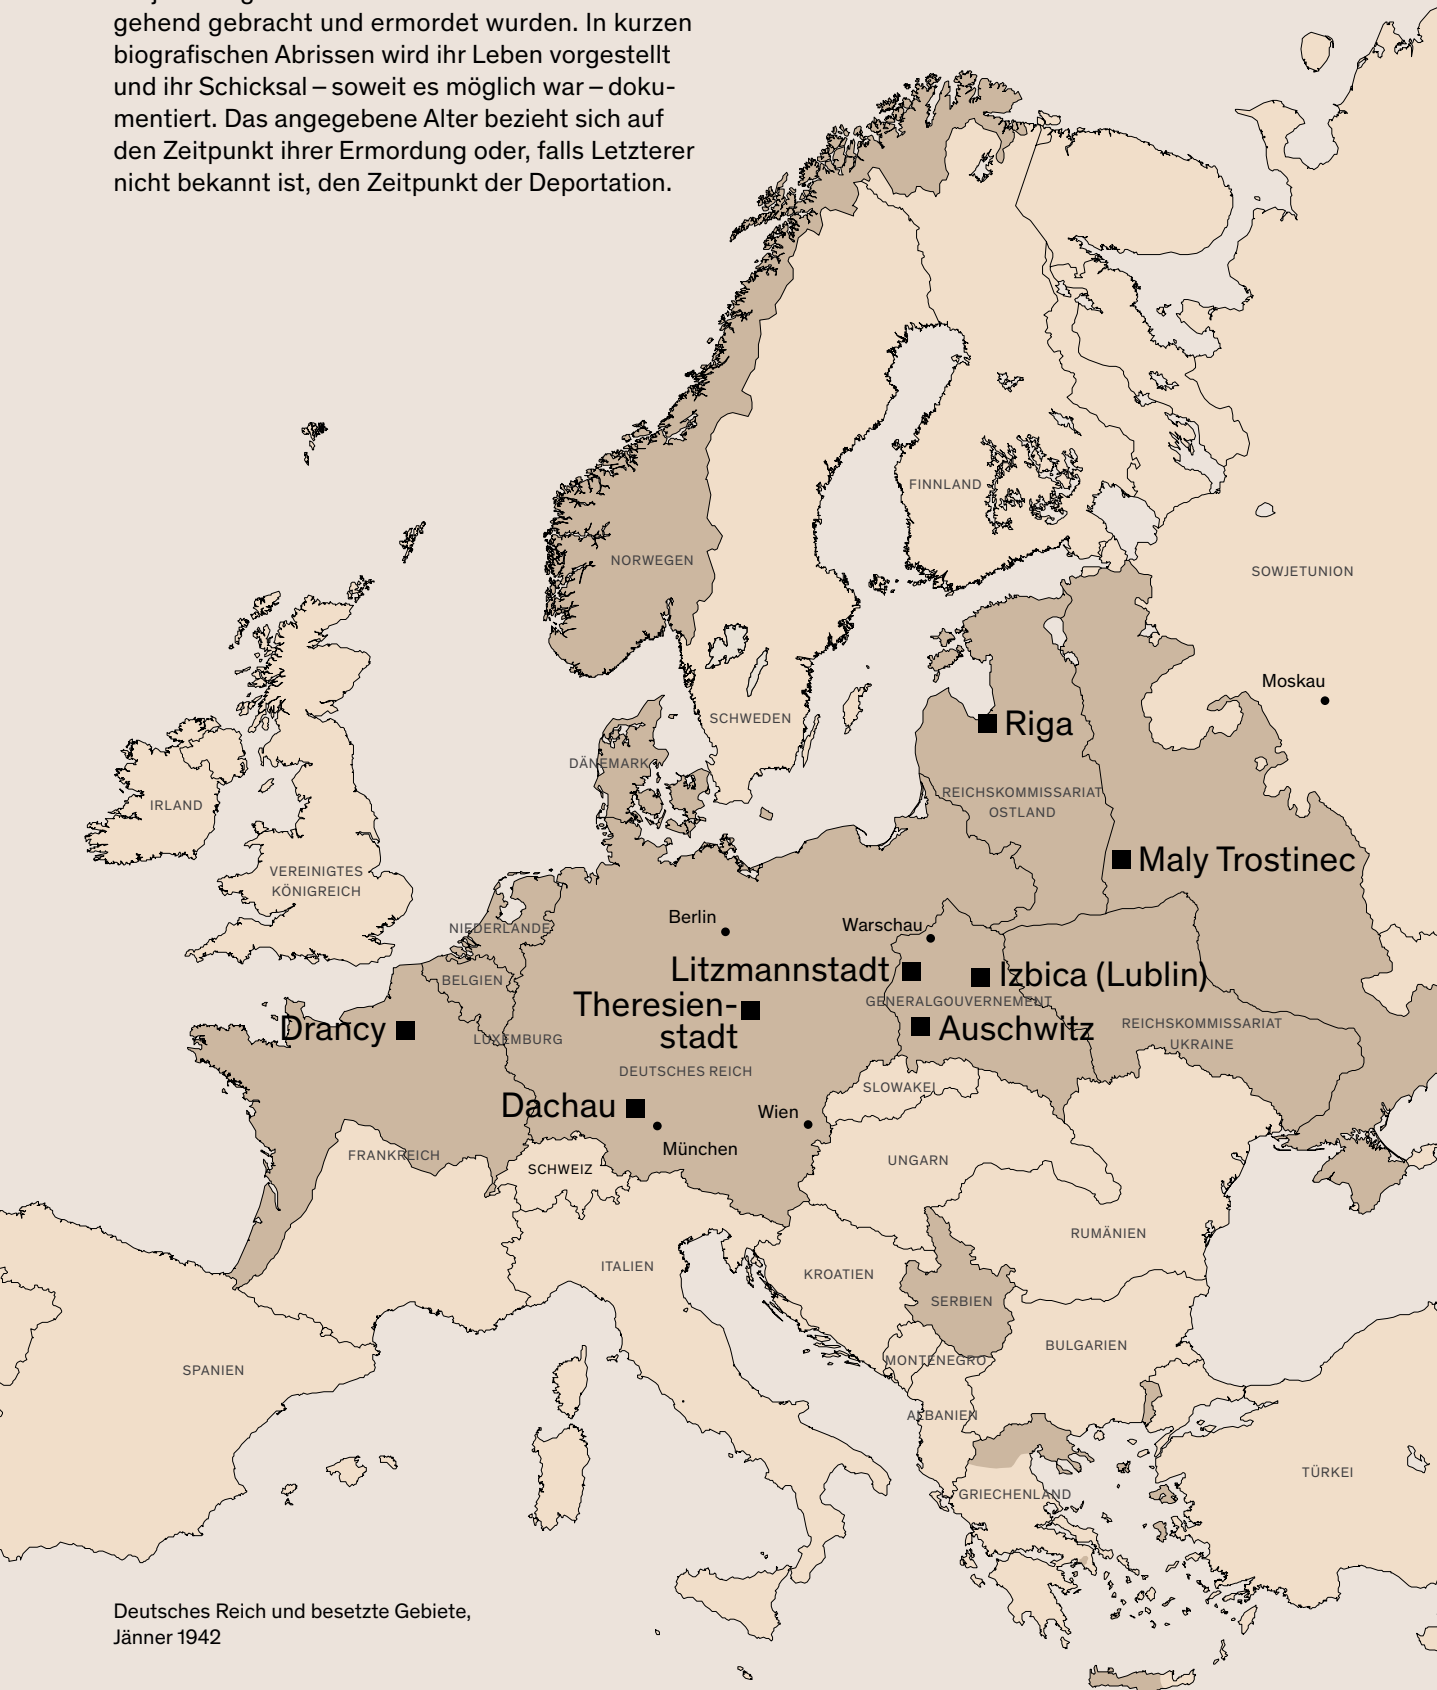 gehend gebracht und ermordet wurden. In kurzen
biografischen Abrissen wird ihr Leben vorgestellt
und ihr Schicksal – soweit es möglich war – doku-
mentiert. Das angegebene Alter bezieht sich auf
den Zeitpunkt ihrer Ermordung oder, falls Letzterer
nicht bekannt ist, den Zeitpunkt der Deportation.
FINNLAND
NORWEGEN
SOWJETUNION
Moskau
SCHWEDEN
Riga
DÄNEMARK
REICHSKOMMISSARIAT
OSTLAND
IRLAND
Maly Trostinec
VEREINIGTES
KÖNIGREICH
Berlin
Warschau
NIEDERLANDE
Litzmannstadt
Izbica (Lublin)
BELGIEN
GENERALGOUVERNEMENT
Theresien-
stadt
Drancy
Auschwitz
REICHSKOMMISSARIAT
UKRAINE
LUXEMBURG
DEUTSCHES REICH
SLOWAKEI
Dachau
Wien
München
FRANKREICH
SCHWEIZ
UNGARN
RUMÄNIEN
ITALIEN
KROATIEN
SERBIEN
BULGARIEN
MONTENEGRO
SPANIEN
ALBANIEN
TÜRKEI
GRIECHENLAND
Deutsches Reich und besetzte Gebiete,
Jänner 1942